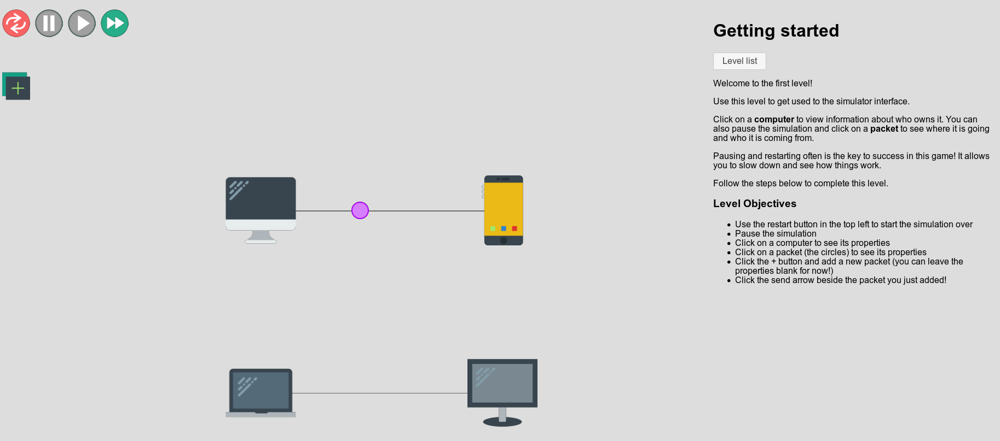 Getting started
Level list
Welcome to the first level!
Use this level to get used to the simulator interface.
Click on a computer to view information about who owns it. You can
also pause the simulation and click on a packet to see where it is going
and who it is coming from.
Pausing and restarting often is the key to success in this game! It allows
you to slow down and see how things work.
Follow the steps below to complete this level.
Level Objectives
• Use the restart button in the top left to start the simulation over
• Pause the simulation
• Click on a computer to see its properties
• Click on a packet (the circles) to see its properties
• Click the + button and add a new packet (you can leave the
properties blank for now!)
• Click the send arrow beside the packet you just added!